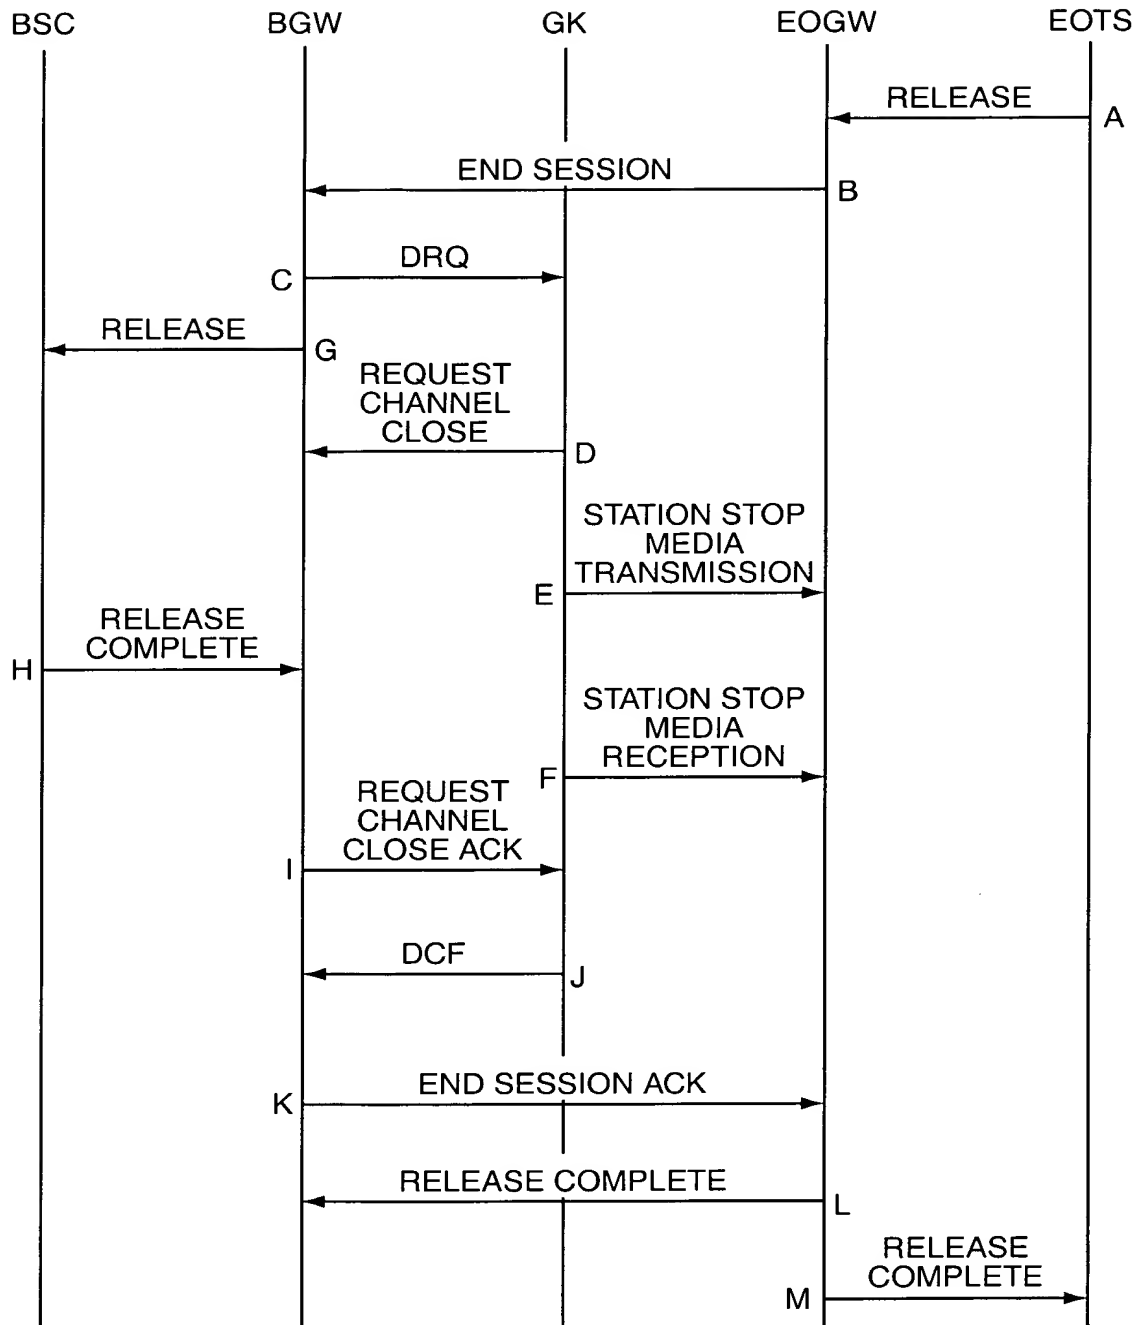 BSC BGW GK EOGW EOTS
RELEASE
A
END SESSION
B
DRQ
C
RELEASE
G
REQUEST
CHANNEL
CLOSE
D
STATION STOP
MEDIA
TRANSMISSION
E
RELEASE
COMPLETE
H
STATION STOP
MEDIA
RECEPTION
F
REQUEST
CHANNEL
CLOSE ACK
I
DCF
J
END SESSION ACK
K
RELEASE COMPLETE
L
RELEASE
COMPLETE
M